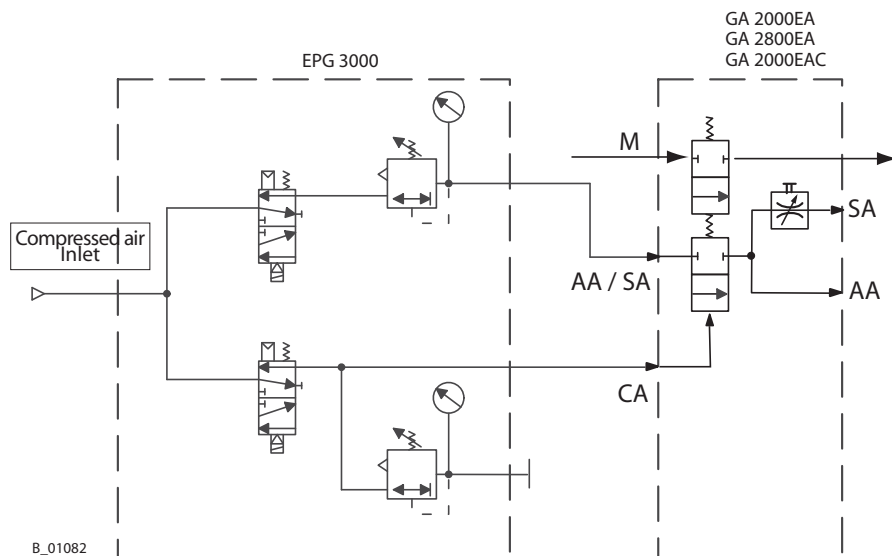 GA 2000EA
GA 2800EA
GA 2000EAC
EPG 3000
M
SA
Compressed air
Inlet
AA / SA
AA
CA
B_01082